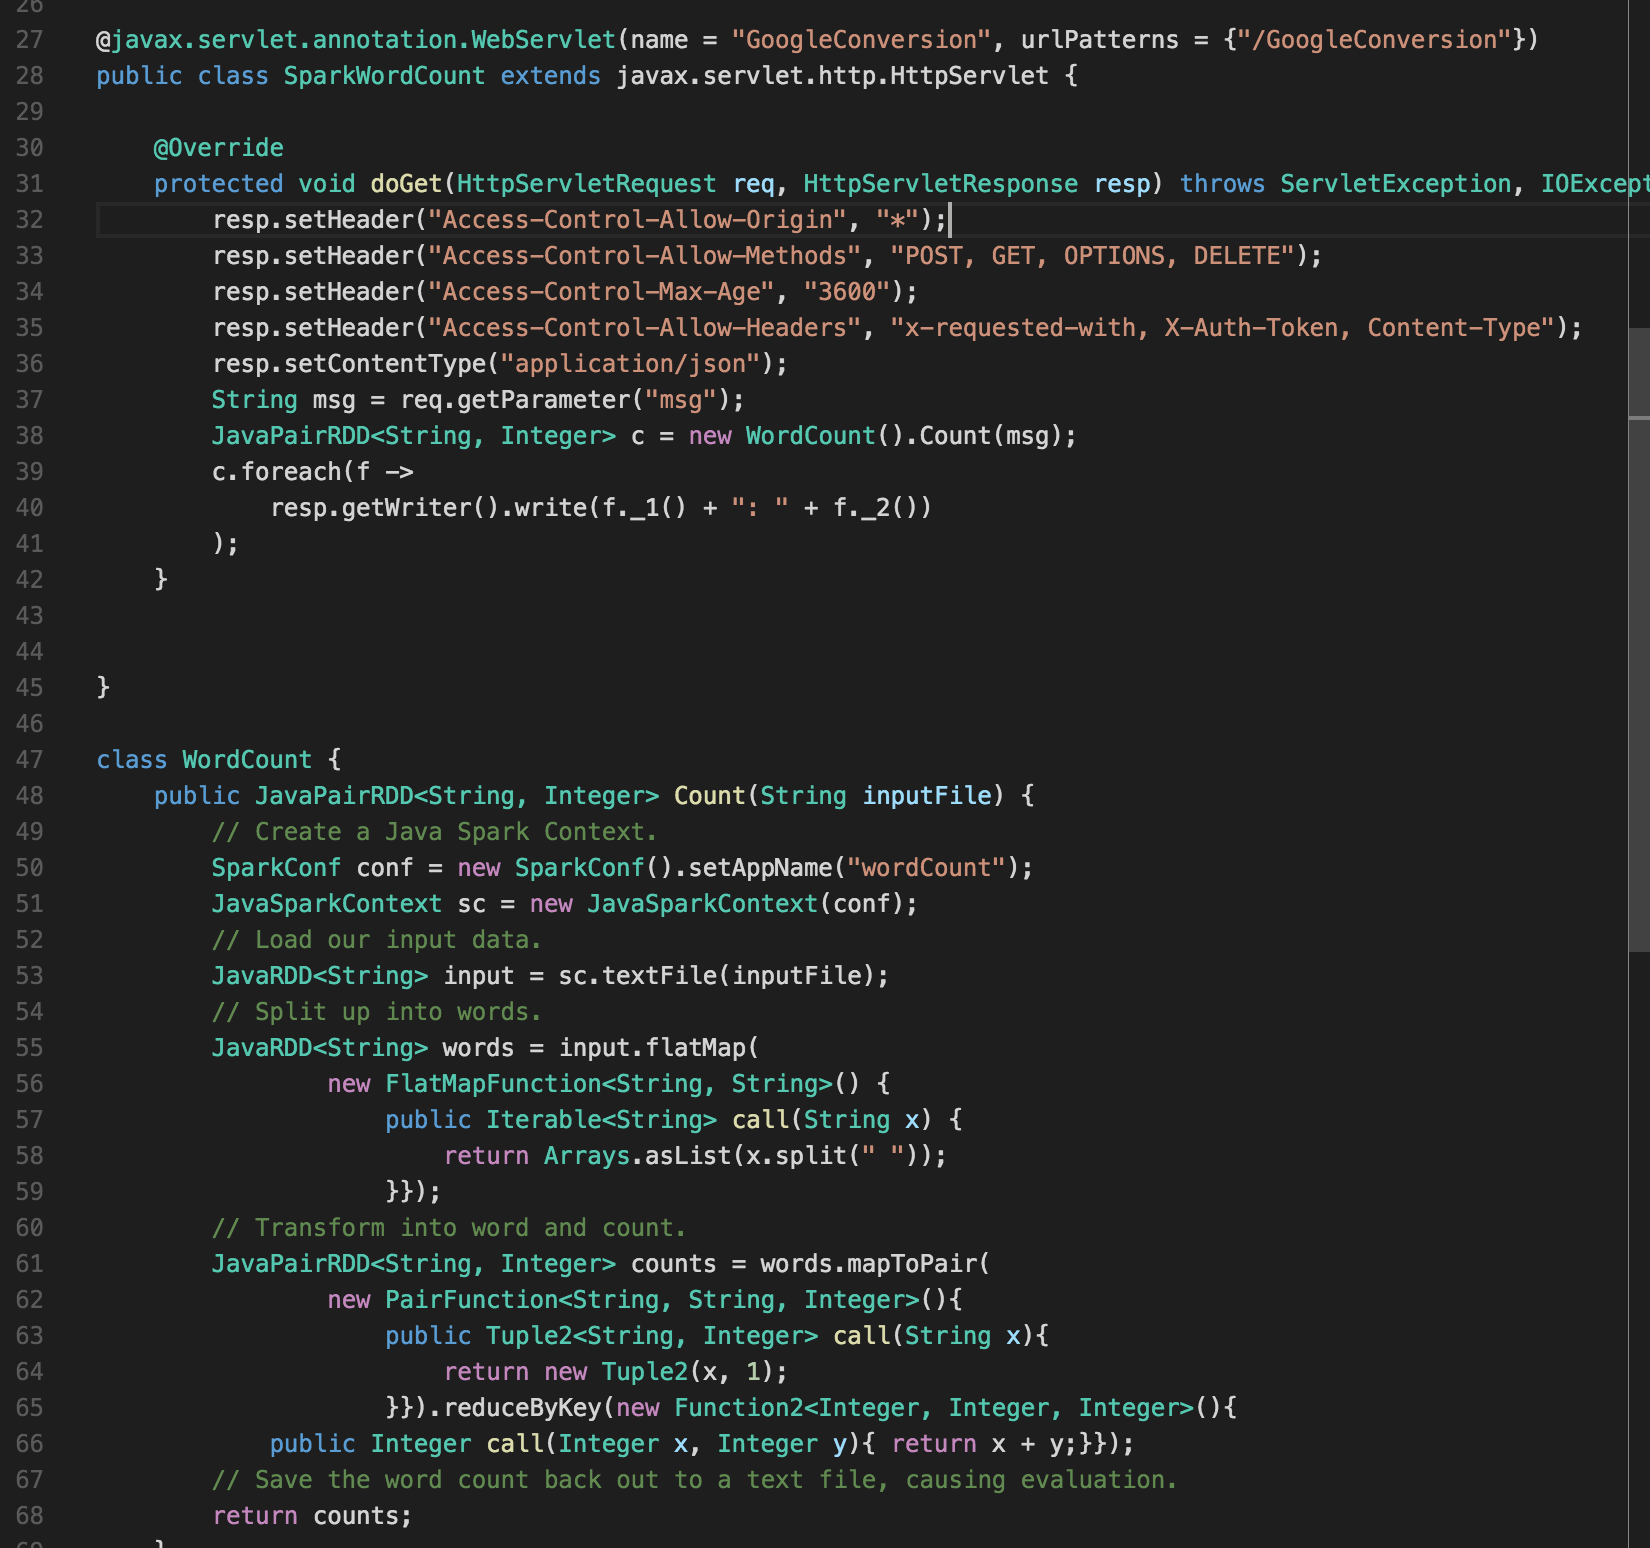 26
27 @javax.servlet.annotation.WebServlet(name = "GoogleConversion", urlPatterns = {"/GoogleConversion"})
28 public class SparkWordCount extends javax.servlet.http.HttpServlet {
29
30     @Override
31     protected void doGet(HttpServletRequest req, HttpServletResponse resp) throws ServletException, IOExcept
32         resp.setHeader("Access-Control-Allow-Origin", "*");
33         resp.setHeader("Access-Control-Allow-Methods", "POST, GET, OPTIONS, DELETE");
34         resp.setHeader("Access-Control-Max-Age", "3600");
35         resp.setHeader("Access-Control-Allow-Headers", "x-requested-with, X-Auth-Token, Content-Type");
36         resp.setContentType("application/json");
37         String msg = req.getParameter("msg");
38         JavaPairRDD<String, Integer> c = new WordCount().Count(msg);
39         c.foreach(f ->
40             resp.getWriter().write(f._1() + ": " + f._2())
41         );
42     }
43
44
45 }
46
47 class WordCount {
48     public JavaPairRDD<String, Integer> Count(String inputFile) {
49         // Create a Java Spark Context.
50         SparkConf conf = new SparkConf().setAppName("wordCount");
51         JavaSparkContext sc = new JavaSparkContext(conf);
52         // Load our input data.
53         JavaRDD<String> input = sc.textFile(inputFile);
54         // Split up into words.
55         JavaRDD<String> words = input.flatMap(
56                 new FlatMapFunction<String, String>() {
57                     public Iterable<String> call(String x) {
58                         return Arrays.asList(x.split(" "));
59                     }});
60         // Transform into word and count.
61         JavaPairRDD<String, Integer> counts = words.mapToPair(
62                 new PairFunction<String, String, Integer>(){
63                     public Tuple2<String, Integer> call(String x){
64                         return new Tuple2(x, 1);
65                     }}).reduceByKey(new Function2<Integer, Integer, Integer>(){
66             public Integer call(Integer x, Integer y){ return x + y;}});
67         // Save the word count back out to a text file, causing evaluation.
68         return counts;
69     }